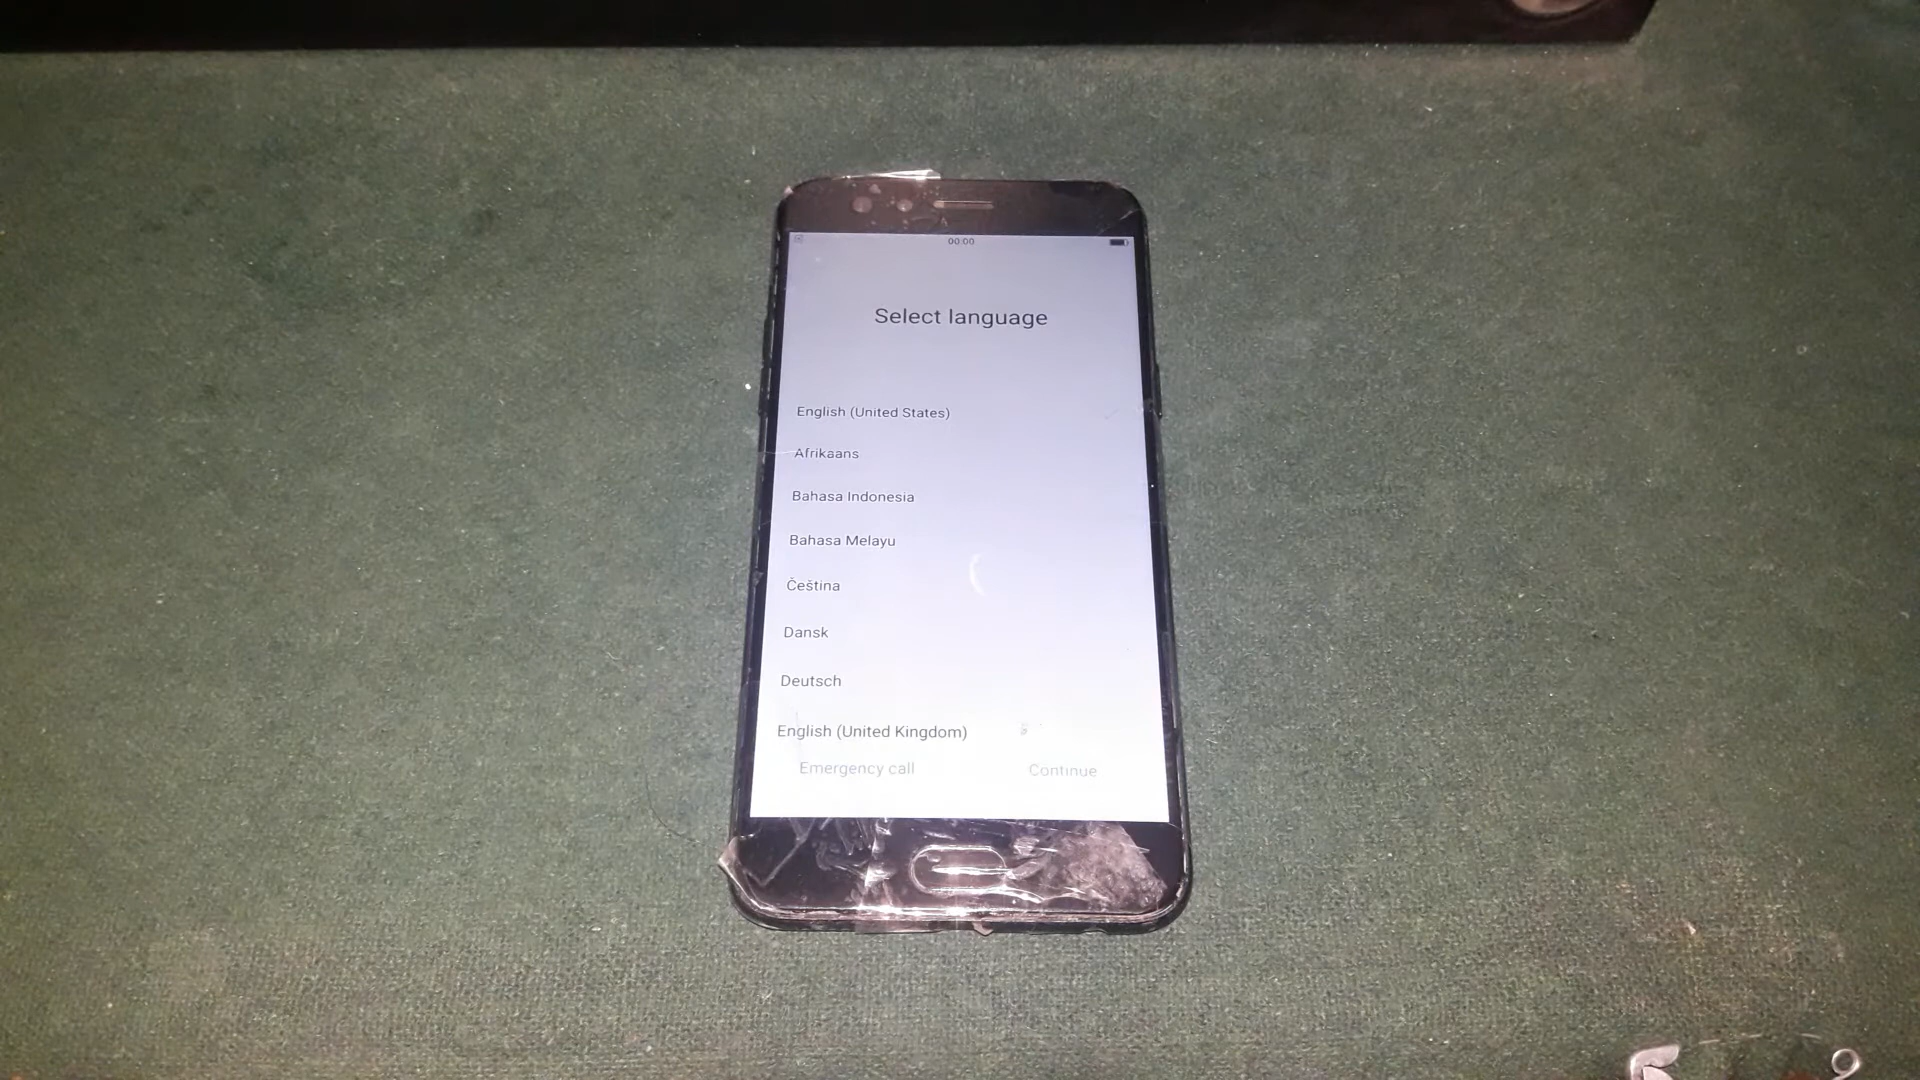 00:00
Select language
English (United States)
Afrikaans
Bahasa Indonesia
Bahasa Melayu
Čeština
Dansk
Deutsch
English (United Kingdom)
Emergency call
Continue